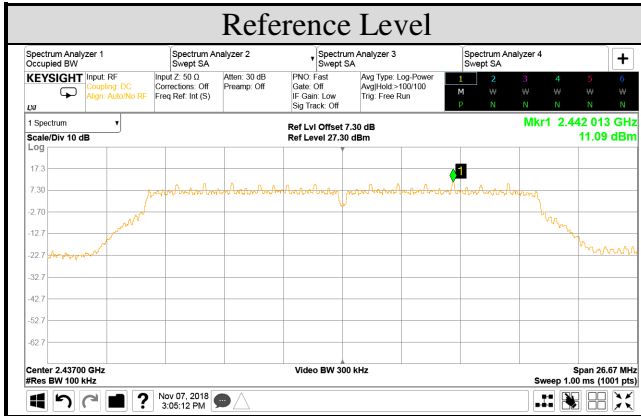 Reference Level
Spectrum Analyzer 1
Occupied BW
Spectrum Analyzer 2
Swept SA
Spectrum Analyzer 3
Swept SA
Spectrum Analyzer 4
Swept SA
KEYSIGHT
Input: RF
Coupling: DC
Align: Auto/No RF
Input Z: 50 Ω
Corrections: Off
Freq Ref: Int (S)
Atten: 30 dB
Preamp: Off
PNO: Fast
Gate: Off
IF Gain: Low
Sig Track: Off
Avg Type: Log-Power
Avg|Hold:>100/100
Trig: Free Run
1 2 3 4 5 6
M W W W W W
P N N N N N
LXI
1 Spectrum
Scale/Div 10 dB
Ref Lvl Offset 7.30 dB
Ref Level 27.30 dBm
Mkr1 2.442 013 GHz
11.09 dBm
Log
1
17.3
7.30
-2.70
-12.7
-22.7
-32.7
-42.7
-52.7
-62.7
Center 2.43700 GHz
#Res BW 100 kHz
Video BW 300 kHz
Span 26.67 MHz
Sweep 1.00 ms (1001 pts)
?
Nov 07, 2018
3:05:12 PM